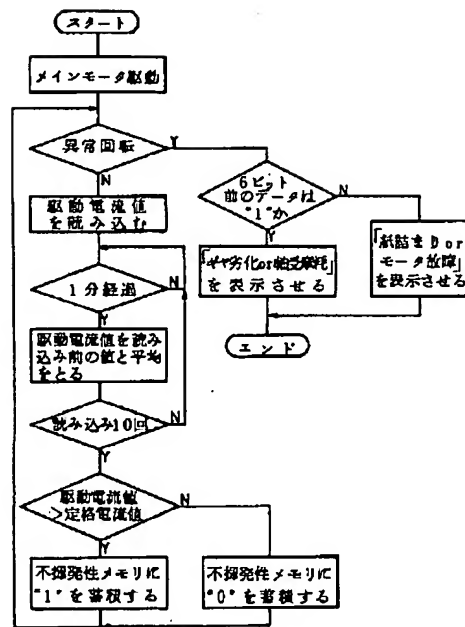 スタート
メインモータ駆動
異常回転
Y
N
駆動電流値
を読み込む
6ビット
前のデータは
"1"か
N
Y
「ギヤ劣化or軸受摩耗」
を表示させる
「紙詰まりor
モータ故障」
を表示させる
エンド
1分経過
N
Y
駆動電流値を読み
込み前の値と平均
をとる
読み込み10回
N
Y
駆動電流値
>定格電流値
N
Y
不揮発性メモリに
"1"を蓄積する
不揮発性メモリに
"0"を蓄積する